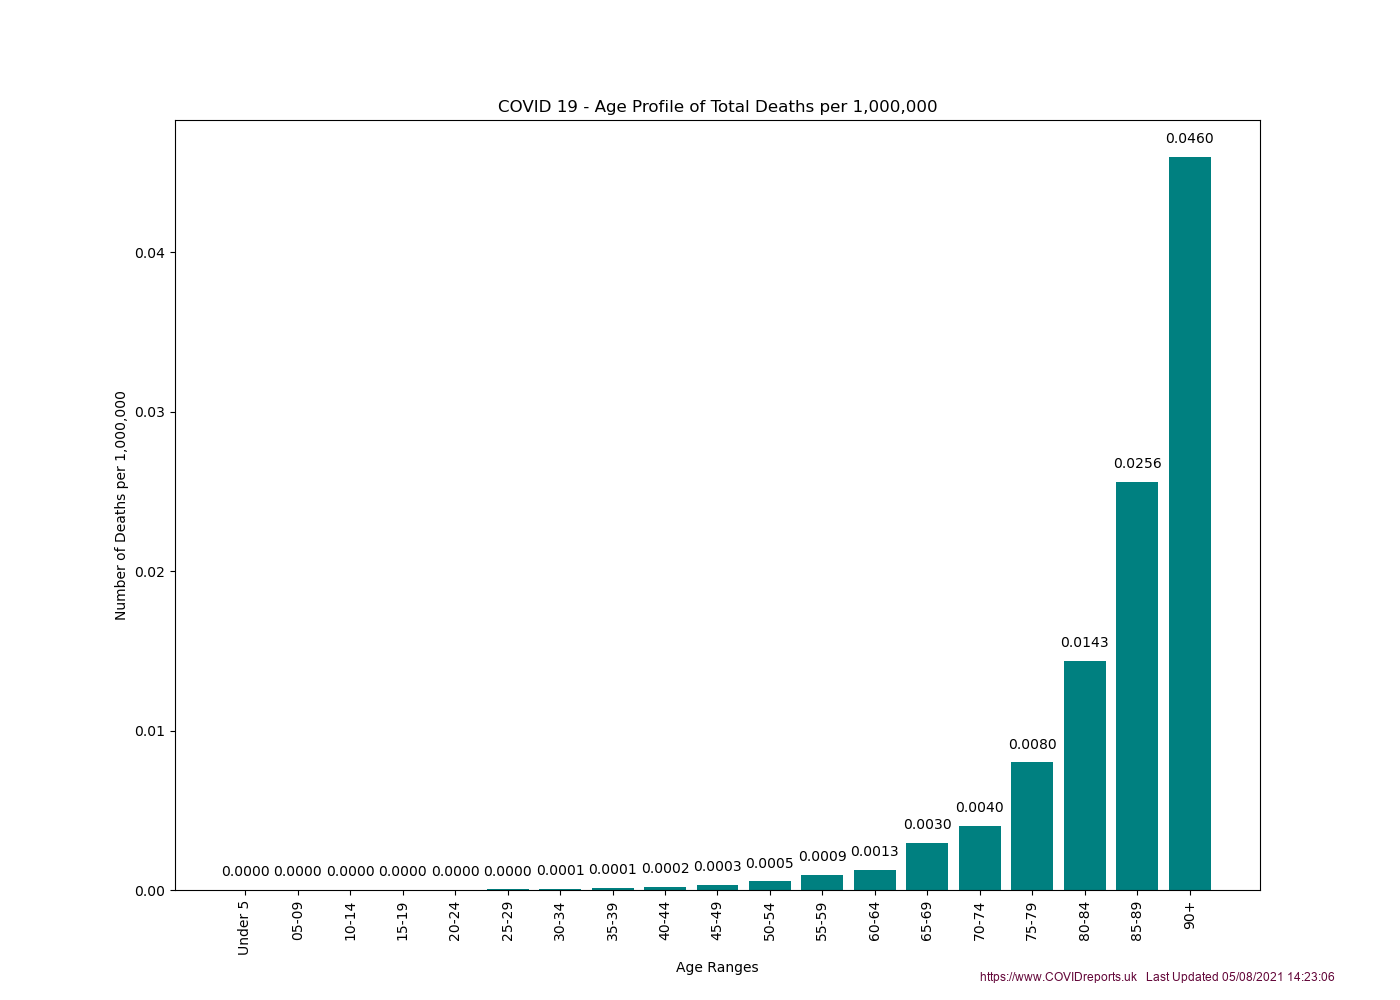 COVID 19 - Age Profile of Total Deaths per 1,000,000
Number of Deaths per 1,000,000
0.04
0.03
0.02
0.01
0.00
0.0000 0.0000 0.0000 0.0000 0.0000 0.0000 0.0001 0.0001 0.0002 0.0003 0.0005 0.0009 0.0013 0.0030 0.0040 0.0080 0.0143 0.0256 0.0460
Under 5 05-09 10-14 15-19 20-24 25-29 30-34 35-39 40-44 45-49 50-54 55-59 60-64 65-69 70-74 75-79 80-84 85-89 90+
Age Ranges
https://www.COVIDreports.uk Last Updated 05/08/2021 14:23:06